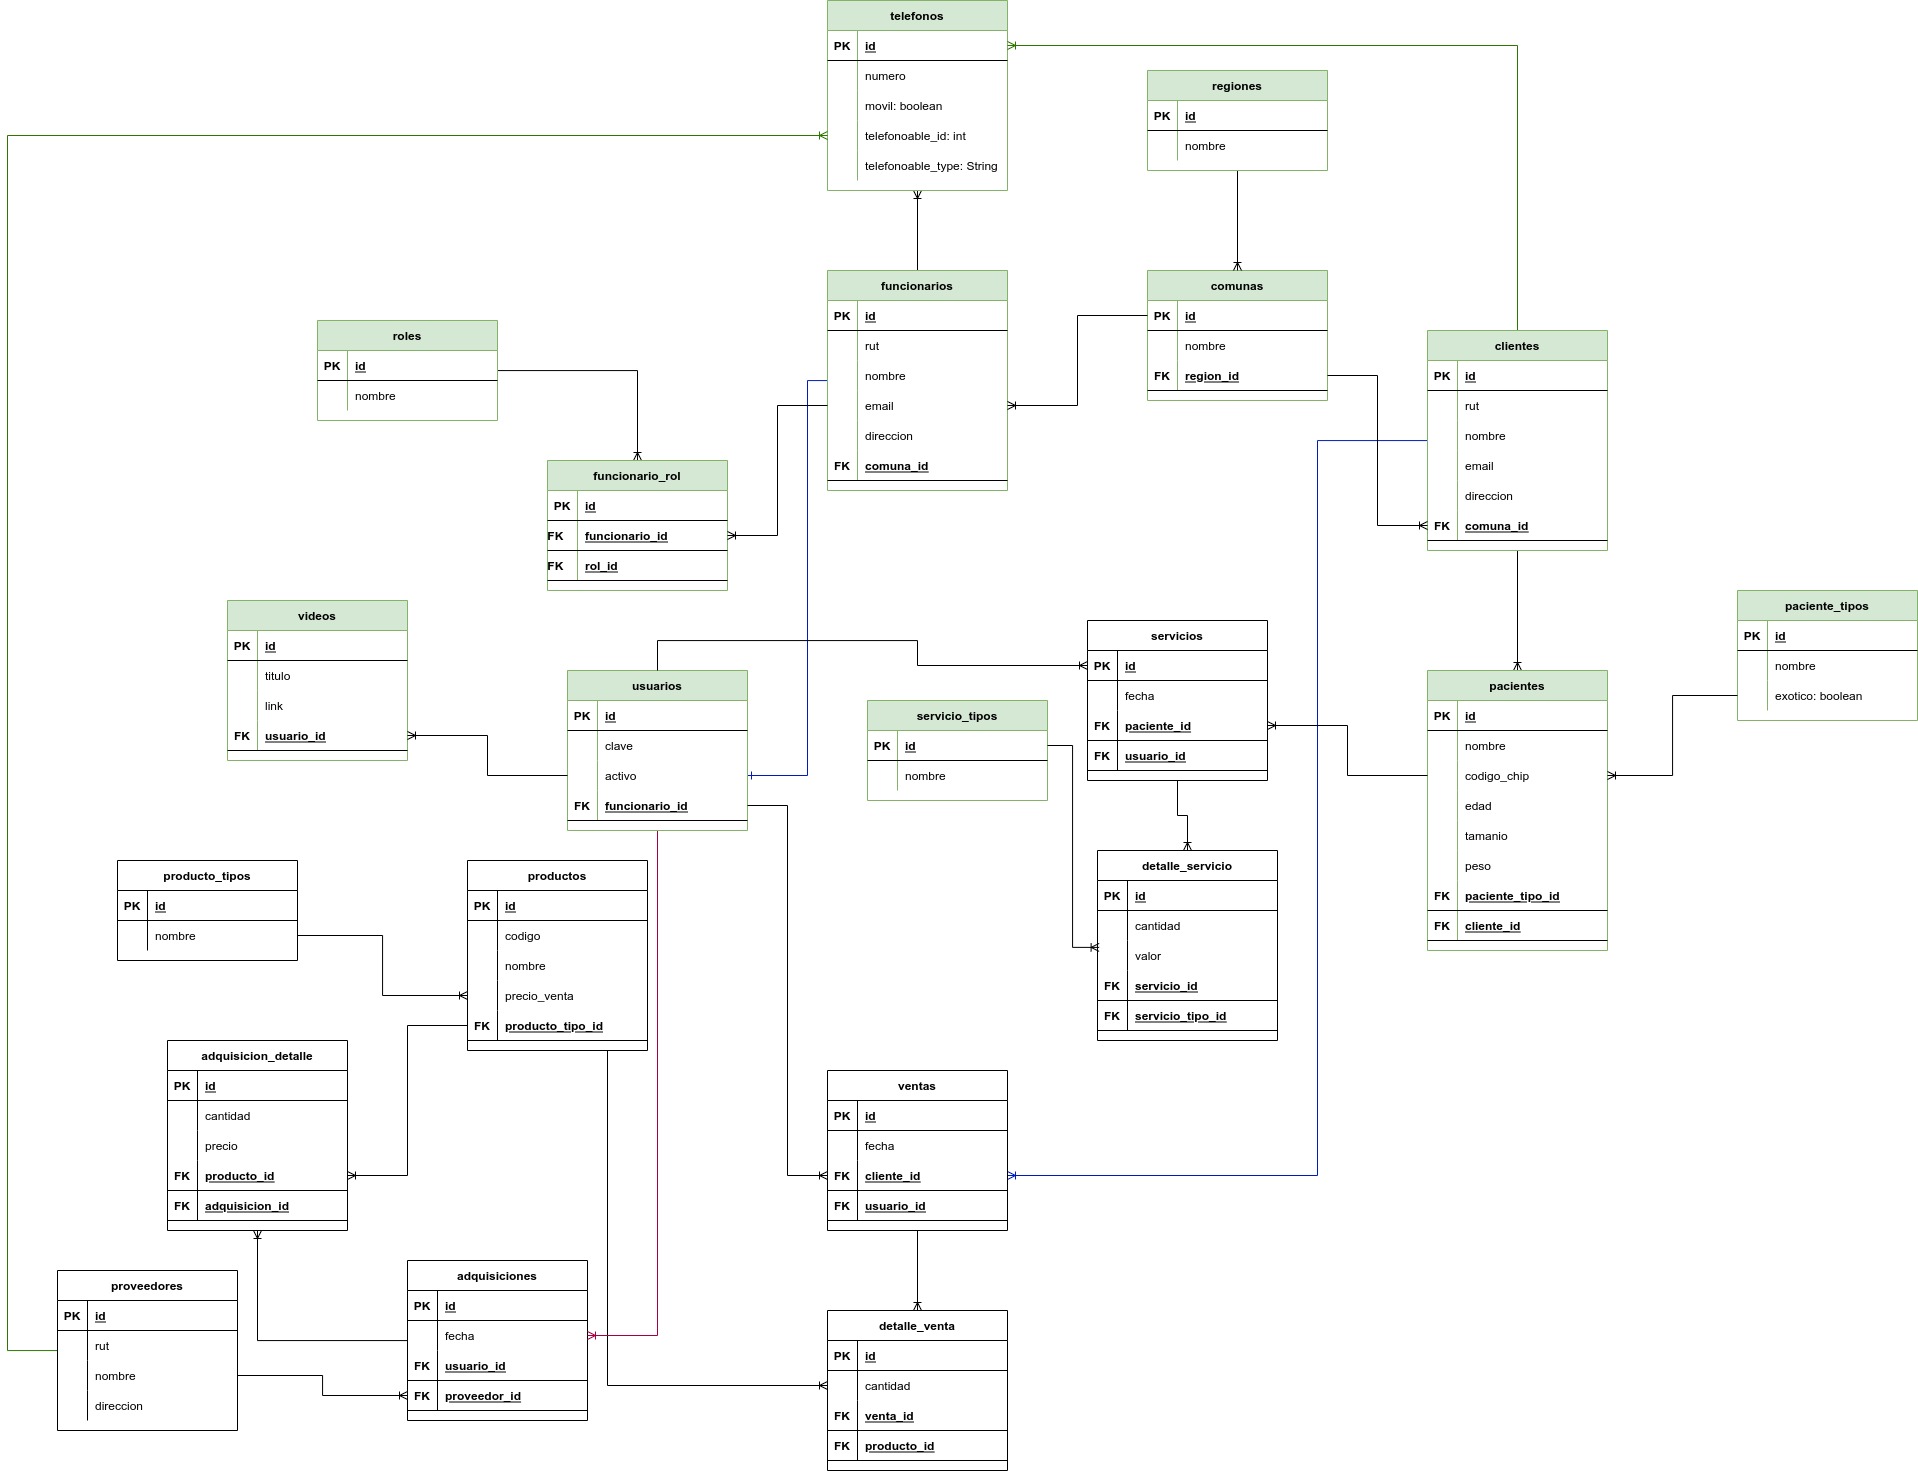 telefonos
PK id
numero
movil: boolean
telefonoable_id: int
telefonoable_type: String
regiones
PK id
nombre
funcionarios
PK id
rut
nombre
email
direccion
FK comuna_id
comunas
PK id
nombre
FK region_id
roles
PK id
nombre
clientes
PK id
rut
nombre
email
direccion
FK comuna_id
funcionario_rol
PK id
FK funcionario_id
FK rol_id
videos
PK id
titulo
link
FK usuario_id
usuarios
PK id
clave
activo
FK funcionario_id
servicio_tipos
PK id
nombre
servicios
PK id
fecha
FK paciente_id
FK usuario_id
pacientes
PK id
nombre
codigo_chip
edad
tamanio
peso
FK paciente_tipo_id
FK cliente_id
paciente_tipos
PK id
nombre
exotico: boolean
producto_tipos
PK id
nombre
productos
PK id
codigo
nombre
precio_venta
FK producto_tipo_id
detalle_servicio
PK id
cantidad
valor
FK servicio_id
FK servicio_tipo_id
adquisicion_detalle
PK id
cantidad
precio
FK producto_id
FK adquisicion_id
ventas
PK id
fecha
FK cliente_id
FK usuario_id
proveedores
PK id
rut
nombre
direccion
adquisiciones
PK id
fecha
FK usuario_id
FK proveedor_id
detalle_venta
PK id
cantidad
FK venta_id
FK producto_id